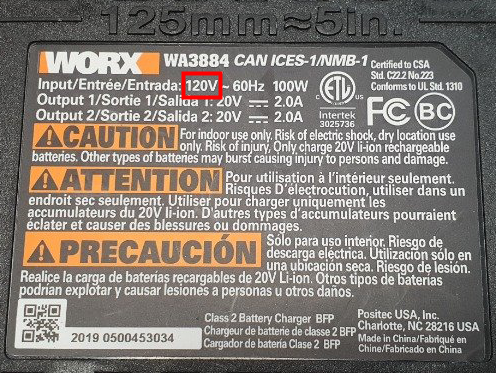 125mm≈5in.
WORX WA3884 CAN ICES-1/NMB-1
Certified to CSA
Std. C22.2 No.223
Conforms to UL Std. 1310
Input/Entrée/Entrada: 120V ~ 60Hz 100W
Output 1/Sortie 1/Salida 1: 20V ⎓ 2.0A
Output 2/Sortie 2/Salida 2: 20V ⎓ 2.0A
ETL
Intertek
3025736
FC BC
CAUTION For indoor use only. Risk of electric shock, dry location use
only. Risk of injury. Only charge 20V li-ion rechargeable
batteries. Other types of batteries may burst causing injury to persons and damage.
ATTENTION Pour utilisation à l'intérieur seulement.
Risques D'électrocution, utiliser dans un
endroit sec seulement. Utiliser pour charger uniquement les
accumulateurs du 20V Li-ion. D'autres types d'accumulateurs pourraient
éclater et causer des blessures ou dommages.
PRECAUCIÓN Sólo para uso interior. Riesgo de
descarga eléctrica. Utilización sólo en
una ubicación seca. Riesgo de lesión.
Realice la carga de baterías recargables de 20V Li-Ion. Otros tipos de baterías
podrían explotar y causar lesiones a personas u otros daños.
2019 0500453034
Class 2 Battery Charger BFP
Chargeur de batterie de classe 2 BFP
Cargador de batería Clase 2 BFP
Positec USA, Inc.
Charlotte, NC 28216 USA
Made in China/Fabriqué en
China/Fabricado en China